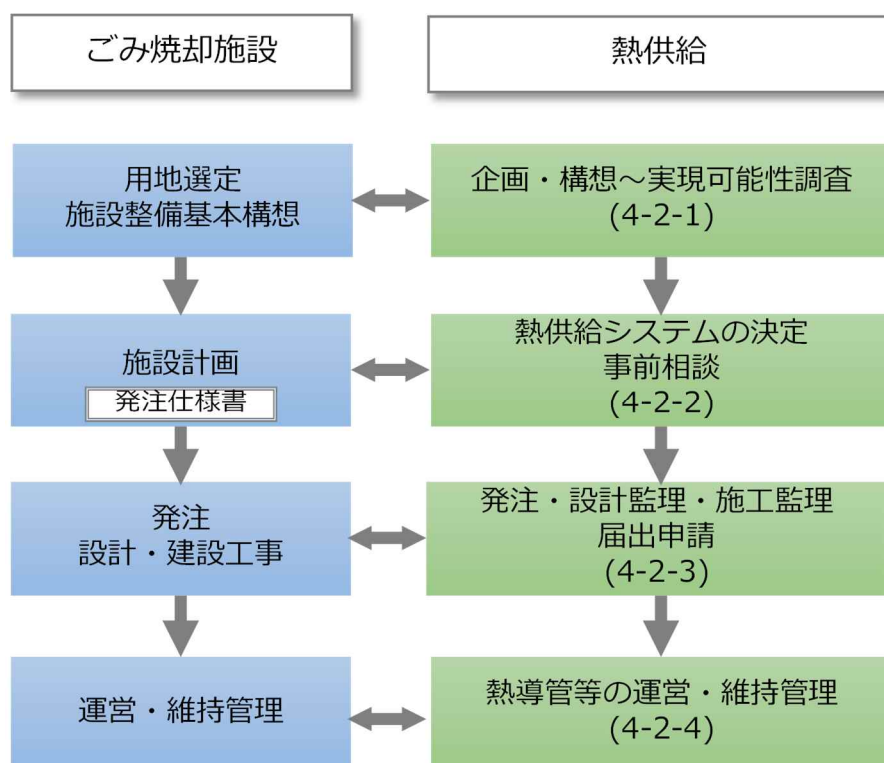 ごみ焼却施設
熱供給
用地選定
施設整備基本構想
企画・構想～実現可能性調査
(4-2-1)
施設計画
発注仕様書
熱供給システムの決定
事前相談
(4-2-2)
発注
設計・建設工事
発注・設計監理・施工監理
届出申請
(4-2-3)
運営・維持管理
熱導管等の運営・維持管理
(4-2-4)